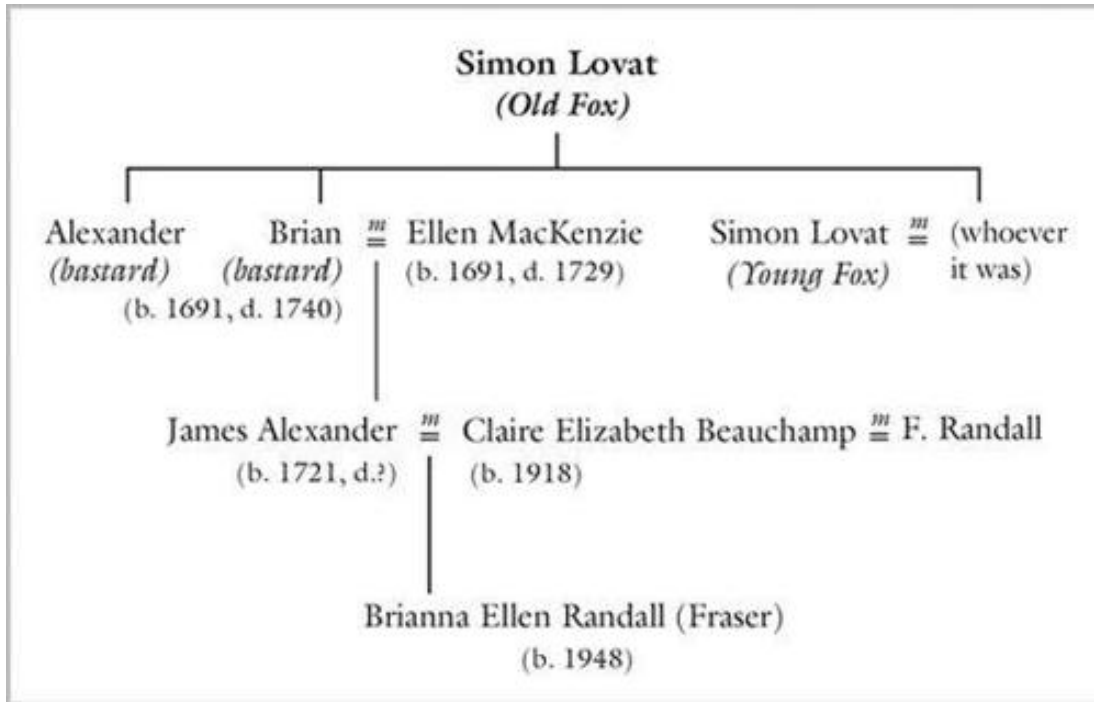 Simon Lovat
(Old Fox)
Alexander Brian m = Ellen MacKenzie Simon Lovat m = (whoever
(bastard) (bastard) (b. 1691, d. 1729) (Young Fox) it was)
(b. 1691, d. 1740)
James Alexander m = Claire Elizabeth Beauchamp m = F. Randall
(b. 1721, d.?) (b. 1918)
Brianna Ellen Randall (Fraser)
(b. 1948)